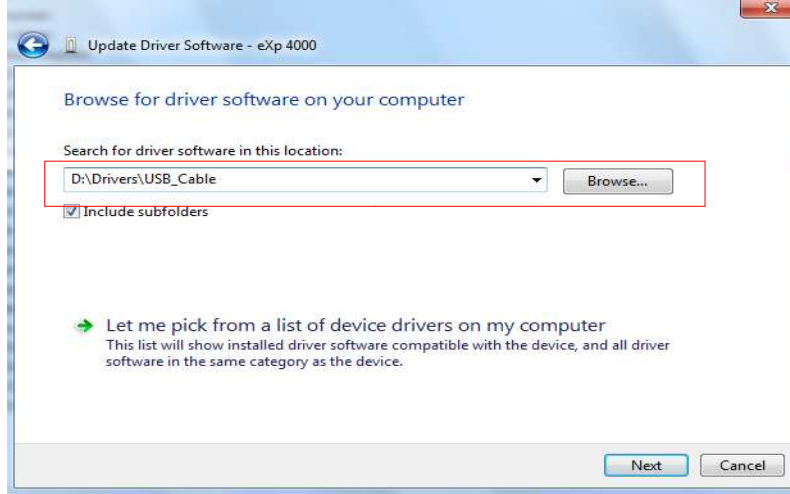 Update Driver Software - eXp 4000
Browse for driver software on your computer
Search for driver software in this location:
D:\Drivers\USB_Cable
Browse...
Include subfolders
Let me pick from a list of device drivers on my computer
This list will show installed driver software compatible with the device, and all driver
software in the same category as the device.
Next
Cancel